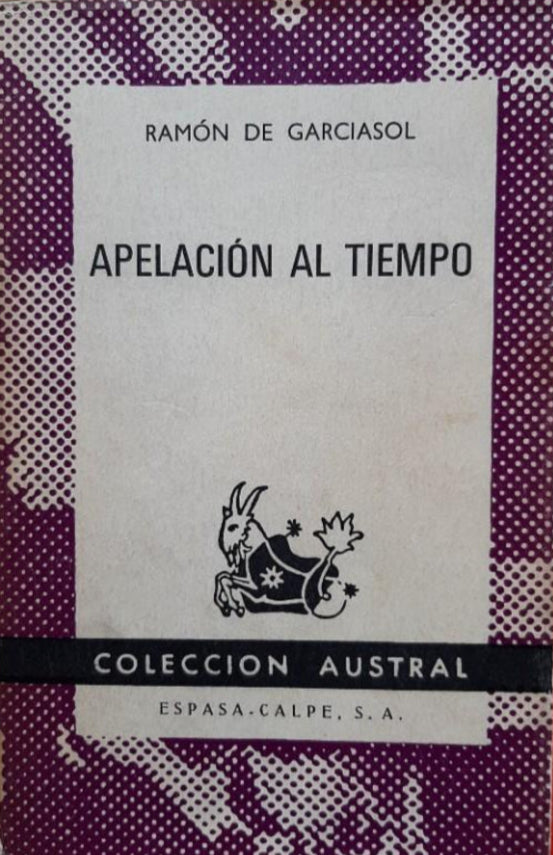 RAMÓN DE GARCIASOL
APELACIÓN AL TIEMPO
COLECCION AUSTRAL
ESPASA-CALPE, S. A.